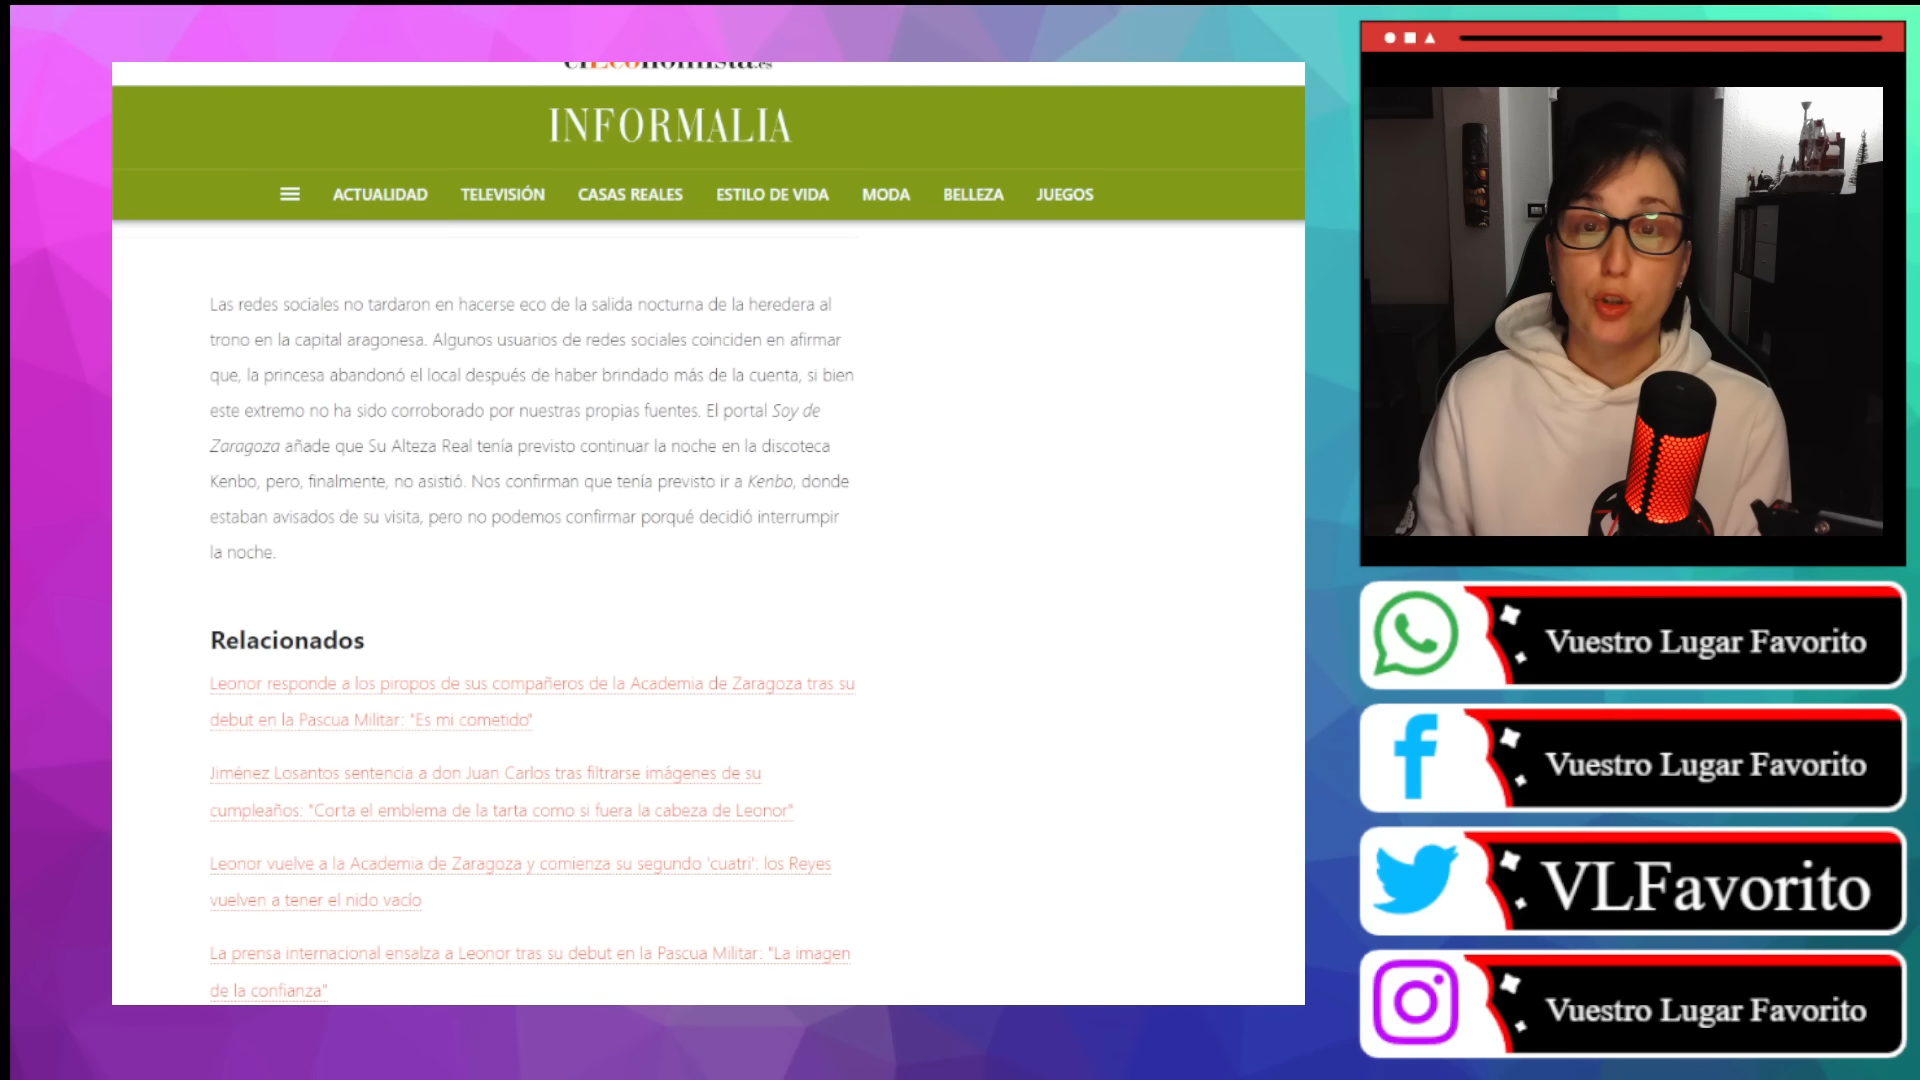 elEconomista.es
INFORMALIA
ACTUALIDAD TELEVISIÓN CASAS REALES ESTILO DE VIDA MODA BELLEZA JUEGOS
Las redes sociales no tardaron en hacerse eco de la salida nocturna de la heredera al
trono en la capital aragonesa. Algunos usuarios de redes sociales coinciden en afirmar
que, la princesa abandonó el local después de haber brindado más de la cuenta, si bien
este extremo no ha sido corroborado por nuestras propias fuentes. El portal Soy de
Zaragoza añade que Su Alteza Real tenía previsto continuar la noche en la discoteca
Kenbo, pero, finalmente, no asistió. Nos confirman que tenía previsto ir a Kenbo, donde
estaban avisados de su visita, pero no podemos confirmar porqué decidió interrumpir
la noche.
Relacionados
Leonor responde a los piropos de sus compañeros de la Academia de Zaragoza tras su
debut en la Pascua Militar: "Es mi cometido"
Jiménez Losantos sentencia a don Juan Carlos tras filtrarse imágenes de su
cumpleaños: "Corta el emblema de la tarta como si fuera la cabeza de Leonor"
Leonor vuelve a la Academia de Zaragoza y comienza su segundo 'cuatri': los Reyes
vuelven a tener el nido vacío
La prensa internacional ensalza a Leonor tras su debut en la Pascua Militar: "La imagen
de la confianza"
Vuestro Lugar Favorito
Vuestro Lugar Favorito
VLFavorito
Vuestro Lugar Favorito